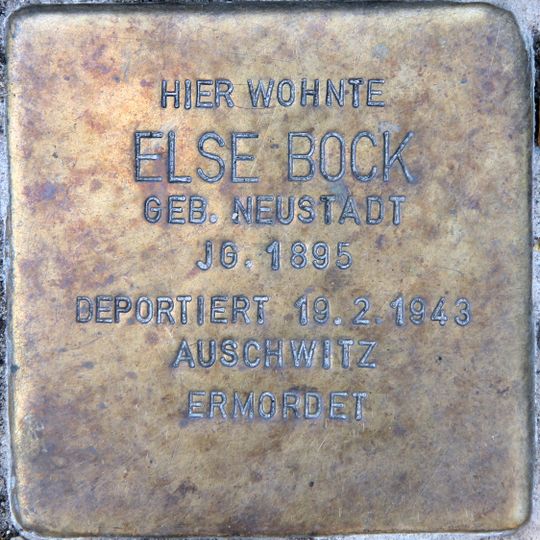 HIER WOHNTE
ELSE BOCK
GEB. NEUSTADT
JG. 1895
DEPORTIERT 19.2.1943
AUSCHWITZ
ERMORDET